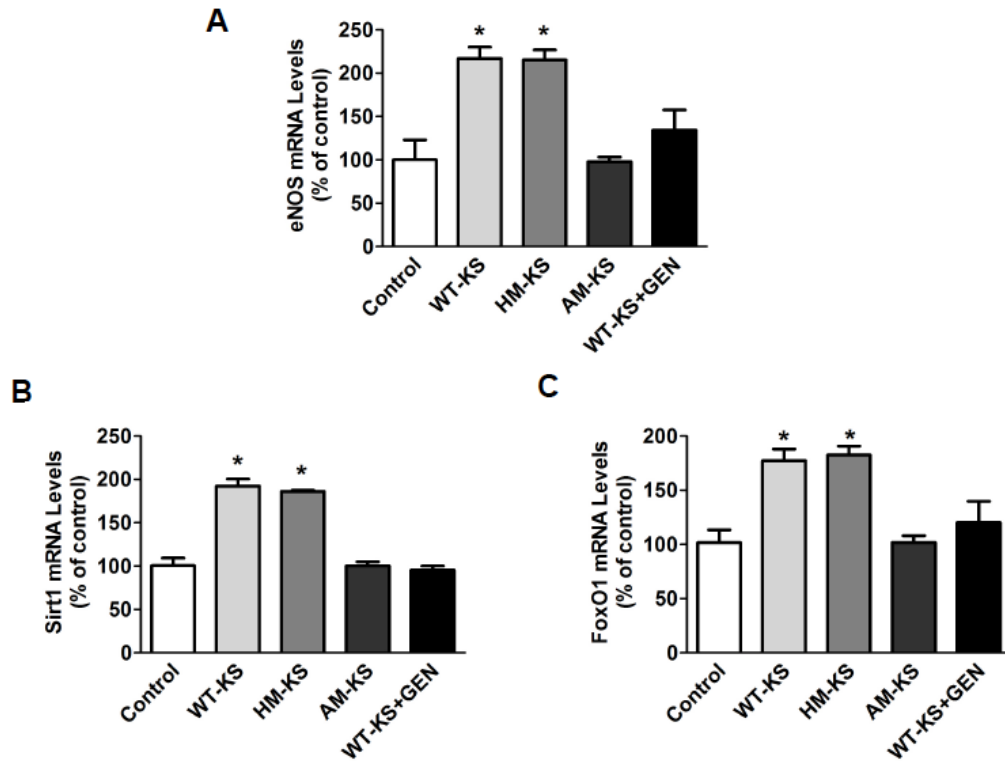 A
eNOS mRNA Levels
(% of control)
250
200
150
100
50
0
*
*
Control
WT-KS
HM-KS
AM-KS
WT-KS+GEN
B
Sirt1 mRNA Levels
(% of control)
250
200
150
100
50
0
*
*
Control
WT-KS
HM-KS
AM-KS
WT-KS+GEN
C
FoxO1 mRNA Levels
(% of control)
200
150
100
50
0
*
*
Control
WT-KS
HM-KS
AM-KS
WT-KS+GEN